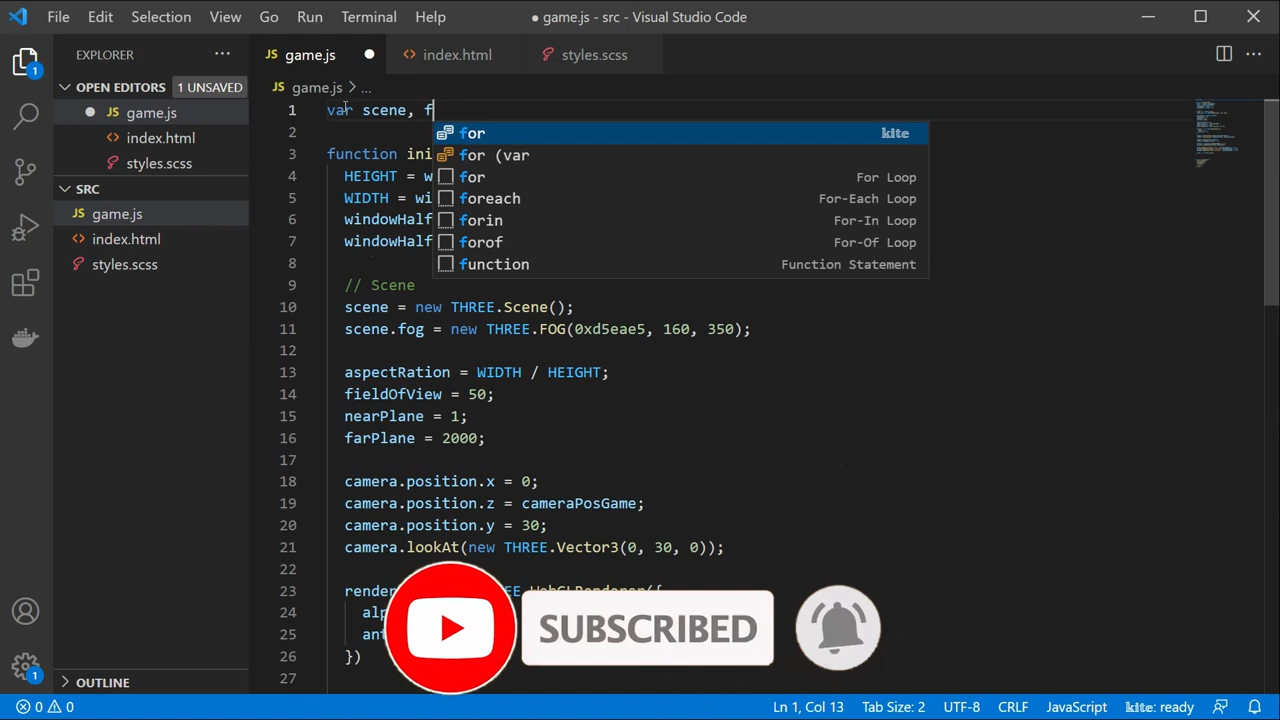 File Edit Selection View Go Run Terminal Help
● game.js - src - Visual Studio Code
EXPLORER ···
JS game.js ●
<> index.html
styles.scss
OPEN EDITORS 1 UNSAVED
● JS game.js
<> index.html
styles.scss
SRC
JS game.js
<> index.html
styles.scss
OUTLINE
JS game.js > ...
1 var scene, f
2
3 function ini
4 HEIGHT = w
5 WIDTH = wi
6 windowHalf
7 windowHalf
8
9 // Scene
10 scene = new THREE.Scene();
11 scene.fog = new THREE.FOG(0xd5eae5, 160, 350);
12
13 aspectRation = WIDTH / HEIGHT;
14 fieldOfView = 50;
15 nearPlane = 1;
16 farPlane = 2000;
17
18 camera.position.x = 0;
19 camera.position.z = cameraPosGame;
20 camera.position.y = 30;
21 camera.lookAt(new THREE.Vector3(0, 30, 0));
22
23 render
24 alp
25 ant
26 })
27
for kite
for (var
for For Loop
foreach For-Each Loop
forin For-In Loop
forof For-Of Loop
function Function Statement
SUBSCRIBED
1
1
0 0
Ln 1, Col 13 Tab Size: 2 UTF-8 CRLF JavaScript kite: ready